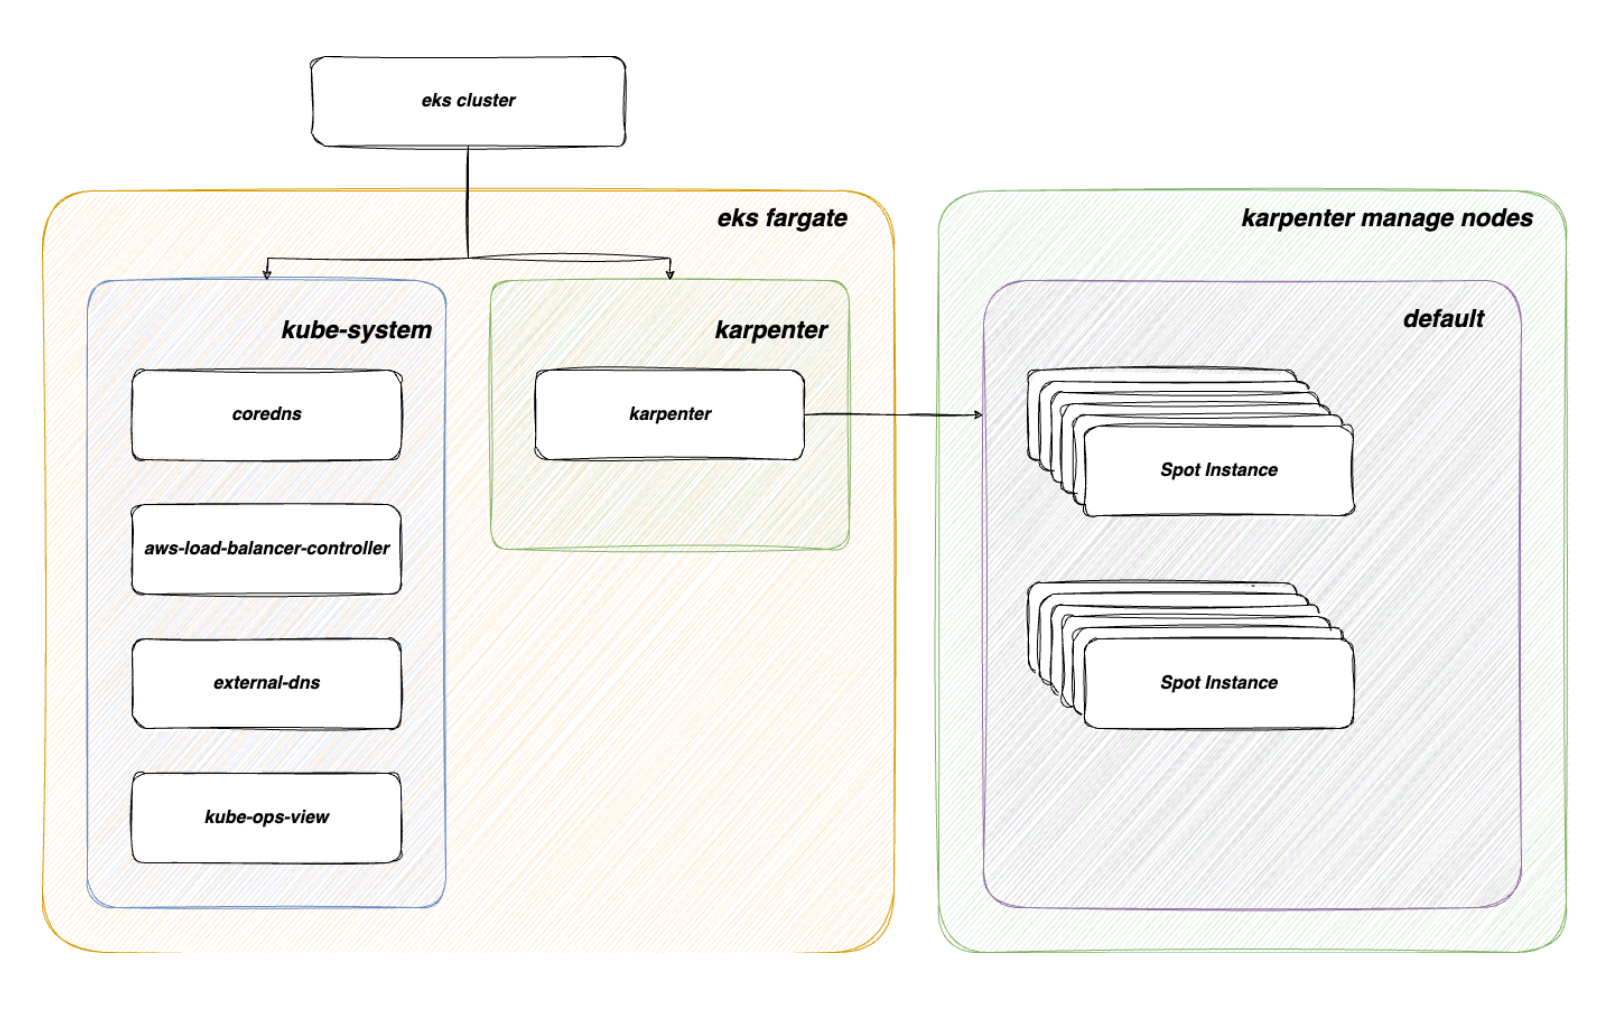 eks cluster
eks fargate
kube-system
coredns
aws-load-balancer-controller
external-dns
kube-ops-view
karpenter
karpenter
karpenter manage nodes
default
Spot Instance
Spot Instance